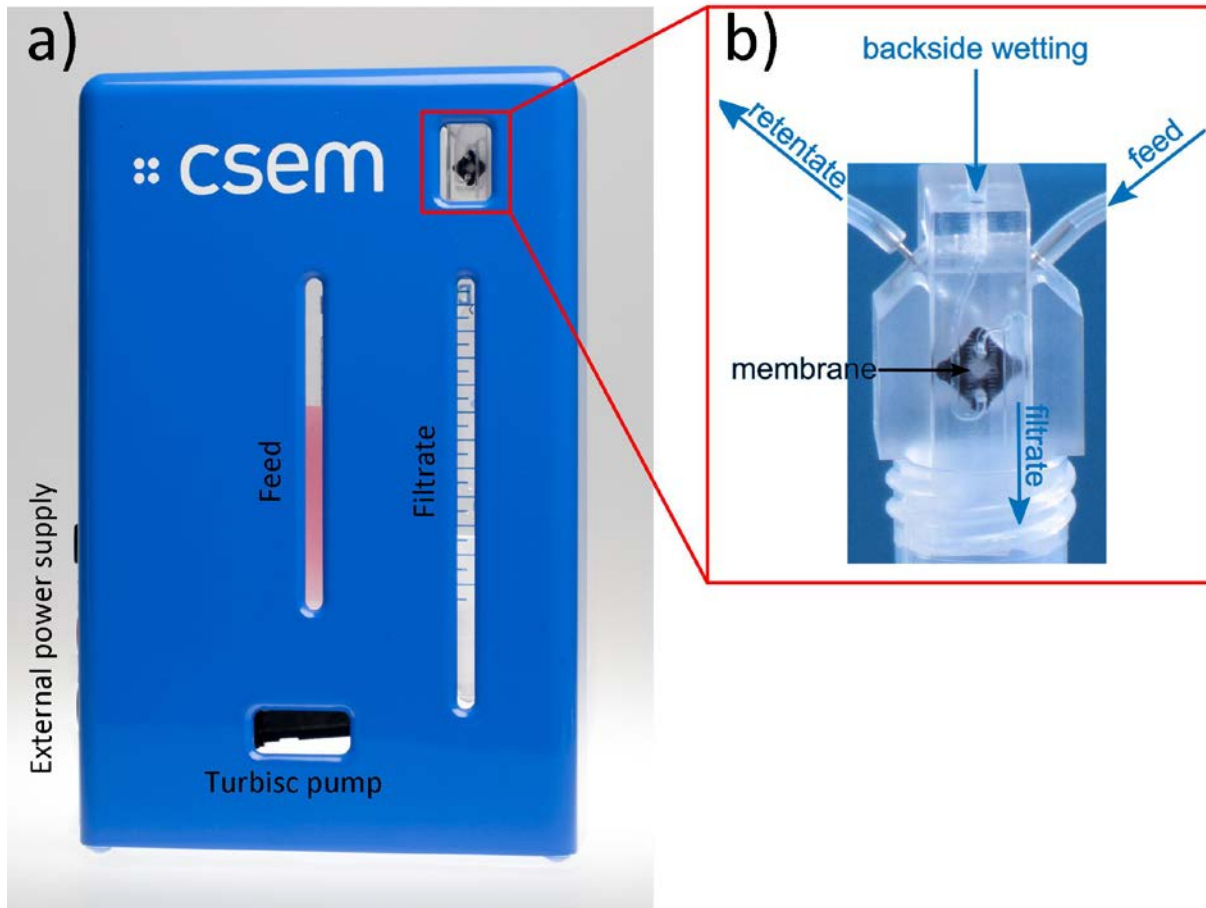 a)
csem
External power supply
Feed
Filtrate
Turbisc pump
b)
backside wetting
retentate
feed
membrane
filtrate